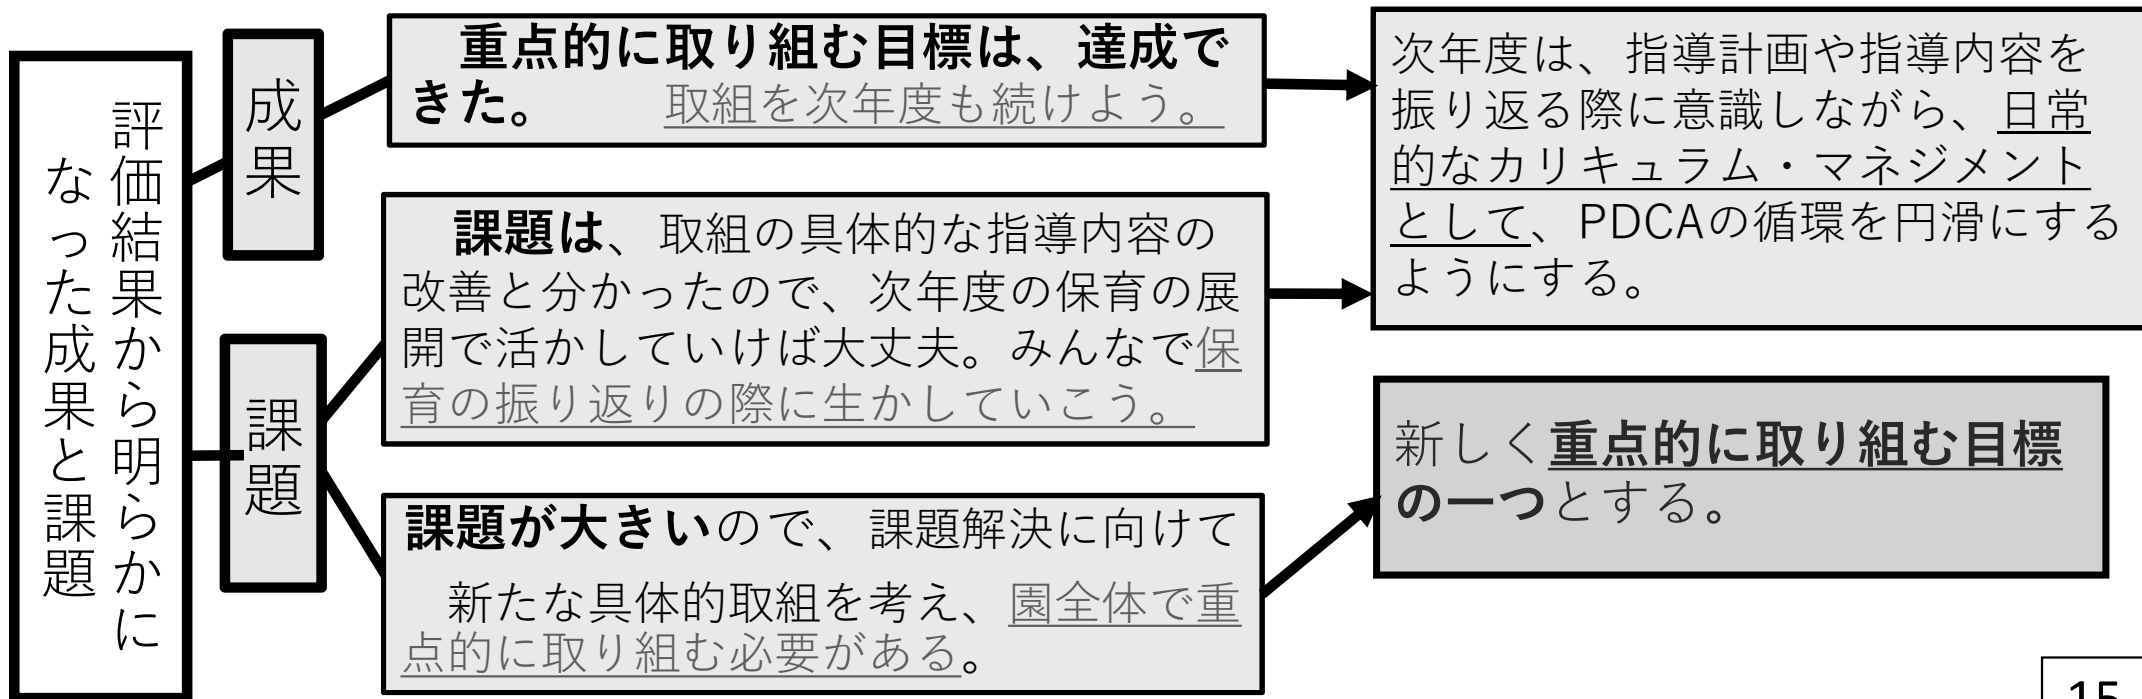 評価結果から明らかに
なった成果と課題
成果
重点的に取り組む目標は、達成で
きた。 取組を次年度も続けよう。
次年度は、指導計画や指導内容を
振り返る際に意識しながら、日常
的なカリキュラム・マネジメント
として、PDCAの循環を円滑にする
ようにする。
課題
課題は、取組の具体的な指導内容の
改善と分かったので、次年度の保育の展
開で活かしていけば大丈夫。みんなで保
育の振り返りの際に生かしていこう。
課題が大きいので、課題解決に向けて
新たな具体的取組を考え、園全体で重
点的に取り組む必要がある。
新しく重点的に取り組む目標
の一つとする。
15